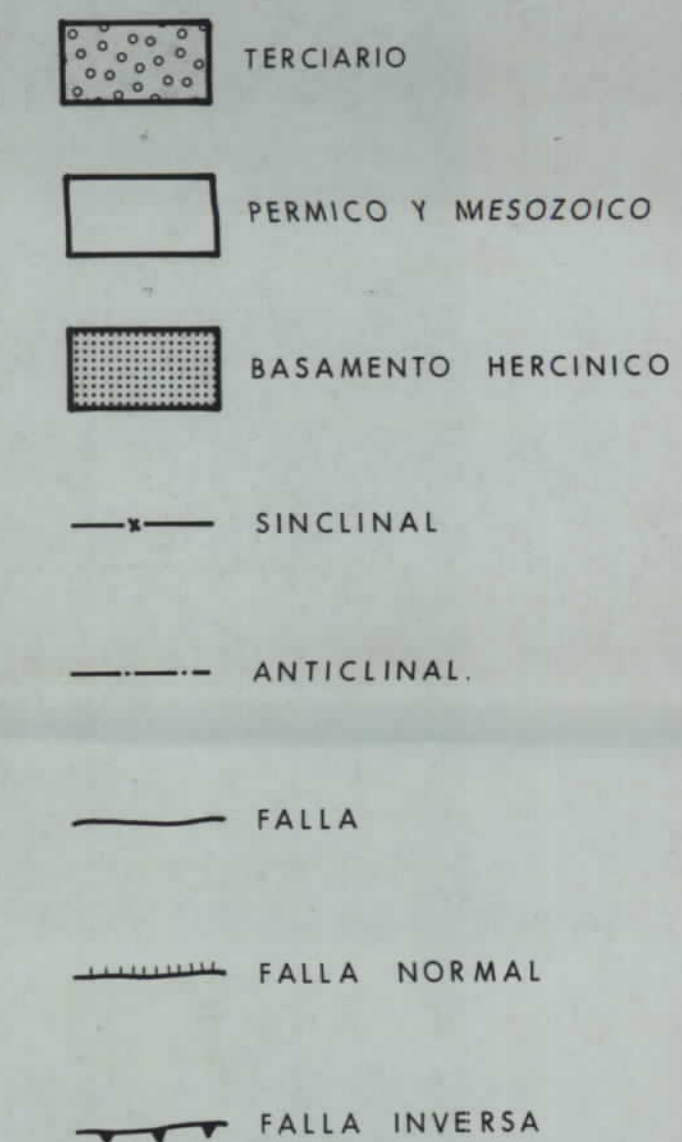 TERCIARIO
PERMICO Y MESOZOICO
BASAMENTO HERCINICO
SINCLINAL
ANTICLINAL.
FALLA
FALLA NORMAL
FALLA INVERSA